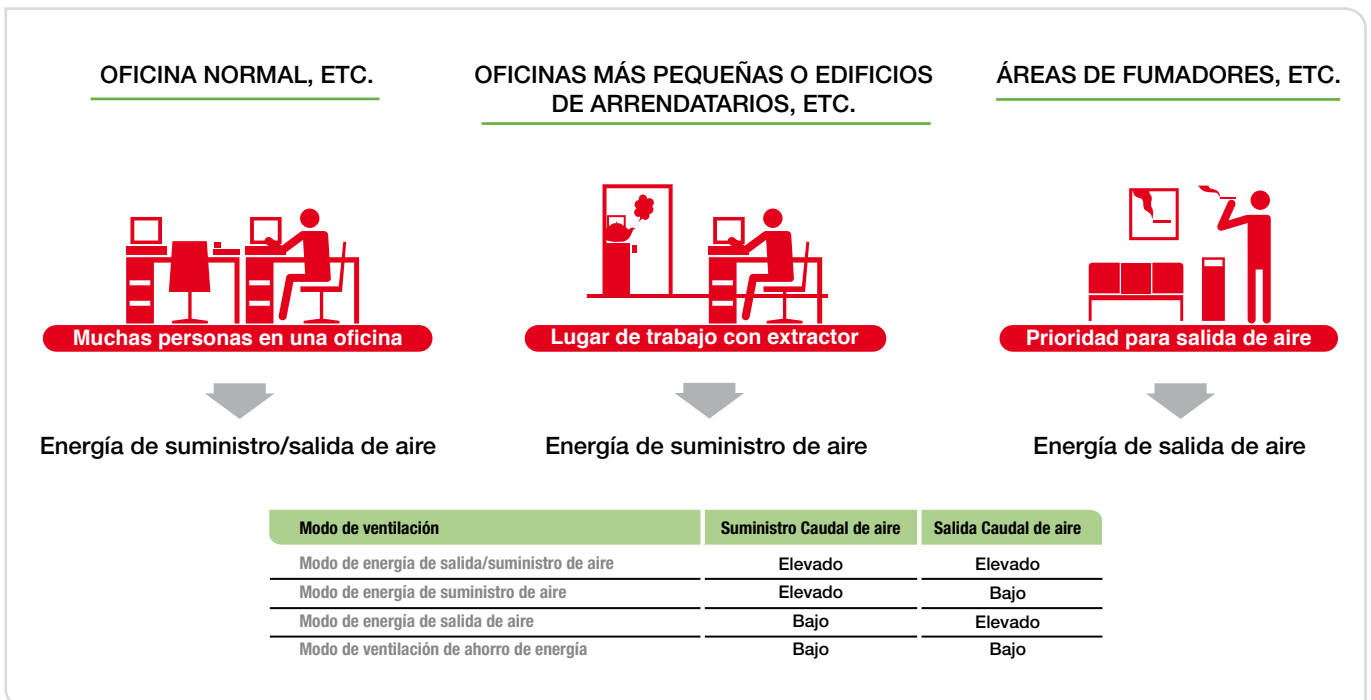 OFICINA NORMAL, ETC.
OFICINAS MÁS PEQUEÑAS O EDIFICIOS
DE ARRENDATARIOS, ETC.
ÁREAS DE FUMADORES, ETC.
Muchas personas en una oficina
Lugar de trabajo con extractor
Prioridad para salida de aire
Energía de suministro/salida de aire
Energía de suministro de aire
Energía de salida de aire
Modo de ventilación Suministro Caudal de aire Salida Caudal de aire
Modo de energía de salida/suministro de aire Elevado Elevado
Modo de energía de suministro de aire Elevado Bajo
Modo de energía de salida de aire Bajo Elevado
Modo de ventilación de ahorro de energía Bajo Bajo